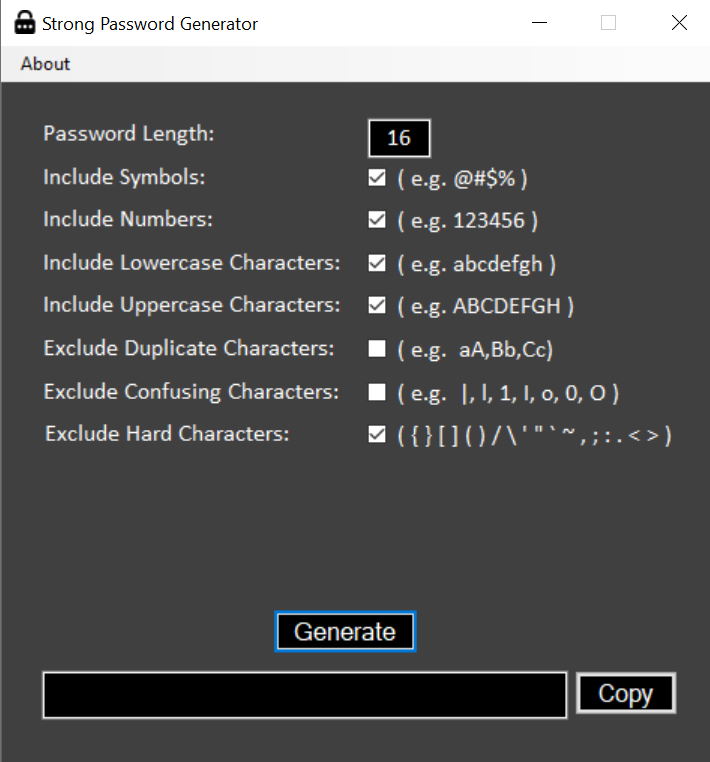 Strong Password Generator
About
Password Length: 16
Include Symbols: ( e.g. @#$% )
Include Numbers: ( e.g. 123456 )
Include Lowercase Characters: ( e.g. abcdefgh )
Include Uppercase Characters: ( e.g. ABCDEFGH )
Exclude Duplicate Characters: ( e.g.  aA,Bb,Cc)
Exclude Confusing Characters: ( e.g.  |, l, 1, I, o, 0, O )
Exclude Hard Characters: ( { } [ ] ( ) / \ ' " ` ~ , ; : . < > )
Generate
Copy